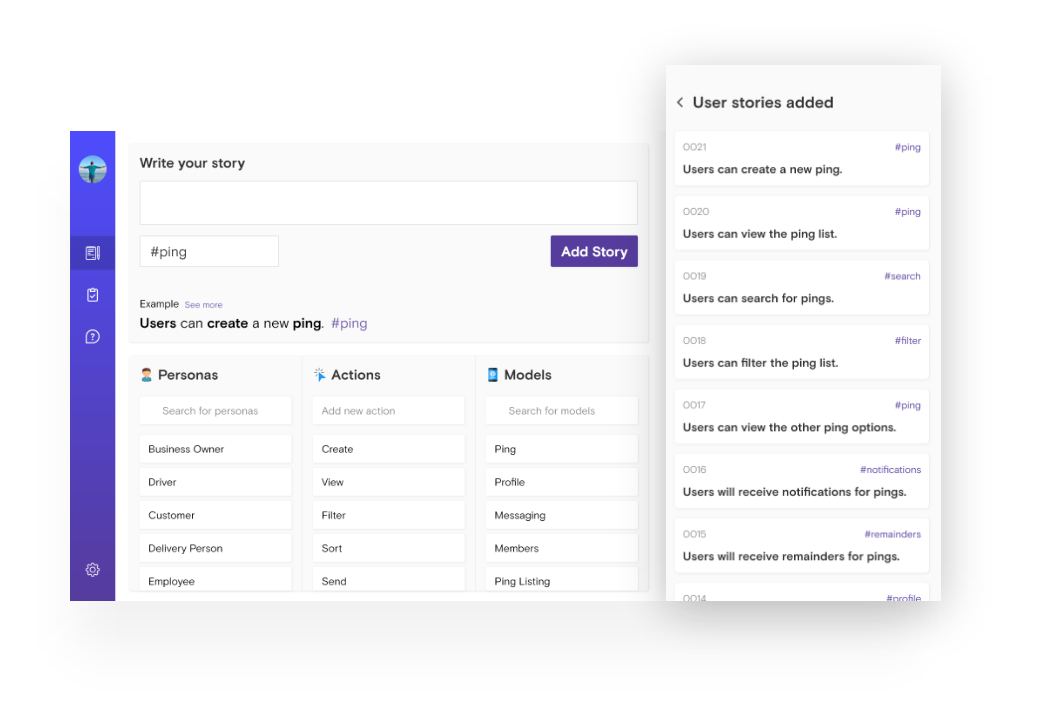 Write your story
#ping
Add Story
Example See more
Users can create a new ping. #ping
Personas
Search for personas
Business Owner
Driver
Customer
Delivery Person
Employee
Actions
Add new action
Create
View
Filter
Sort
Send
Models
Search for models
Ping
Profile
Messaging
Members
Ping Listing
User stories added
0021 #ping
Users can create a new ping.
0020 #ping
Users can view the ping list.
0019 #search
Users can search for pings.
0018 #filter
Users can filter the ping list.
0017 #ping
Users can view the other ping options.
0016 #notifications
Users will receive notifications for pings.
0015 #remainders
Users will receive remainders for pings.
0014 #profile